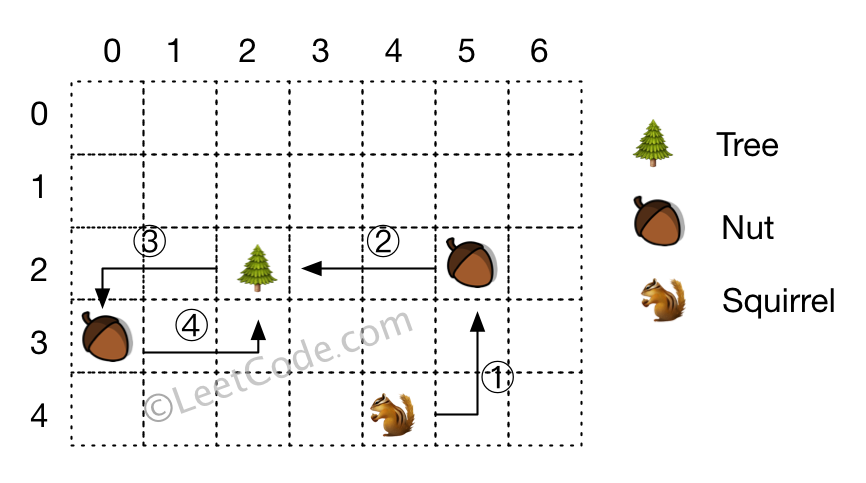 0 1 2 3 4 5 6
0
Tree
1
Nut
③ ②
2
Squirrel
④
3
①
4
©LeetCode.com